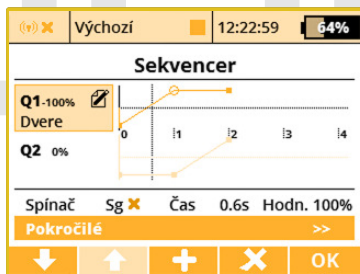 Výchozí 12:22:59 64%
Sekvencer
Q1-100%
Dvere
0 1 2 3 4
Q2 0%
Spínač Sg Čas 0.6s Hodn. 100%
Pokročilé >>
OK